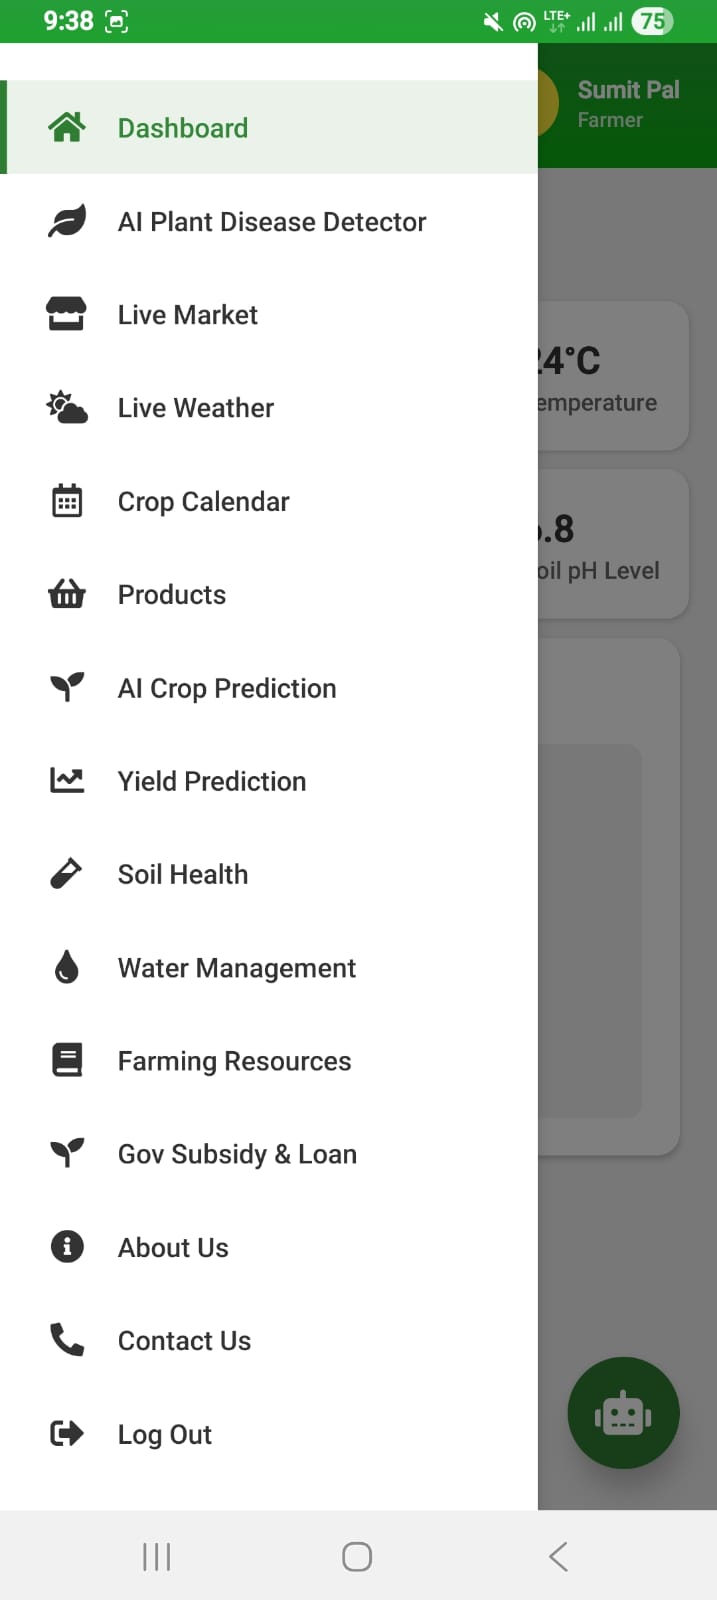 9:38
LTE+
75
Sumit Pal
Farmer
Dashboard
AI Plant Disease Detector
Live Market
4°C
emperature
Live Weather
Crop Calendar
.8
oil pH Level
Products
AI Crop Prediction
Yield Prediction
Soil Health
Water Management
Farming Resources
Gov Subsidy & Loan
About Us
Contact Us
Log Out